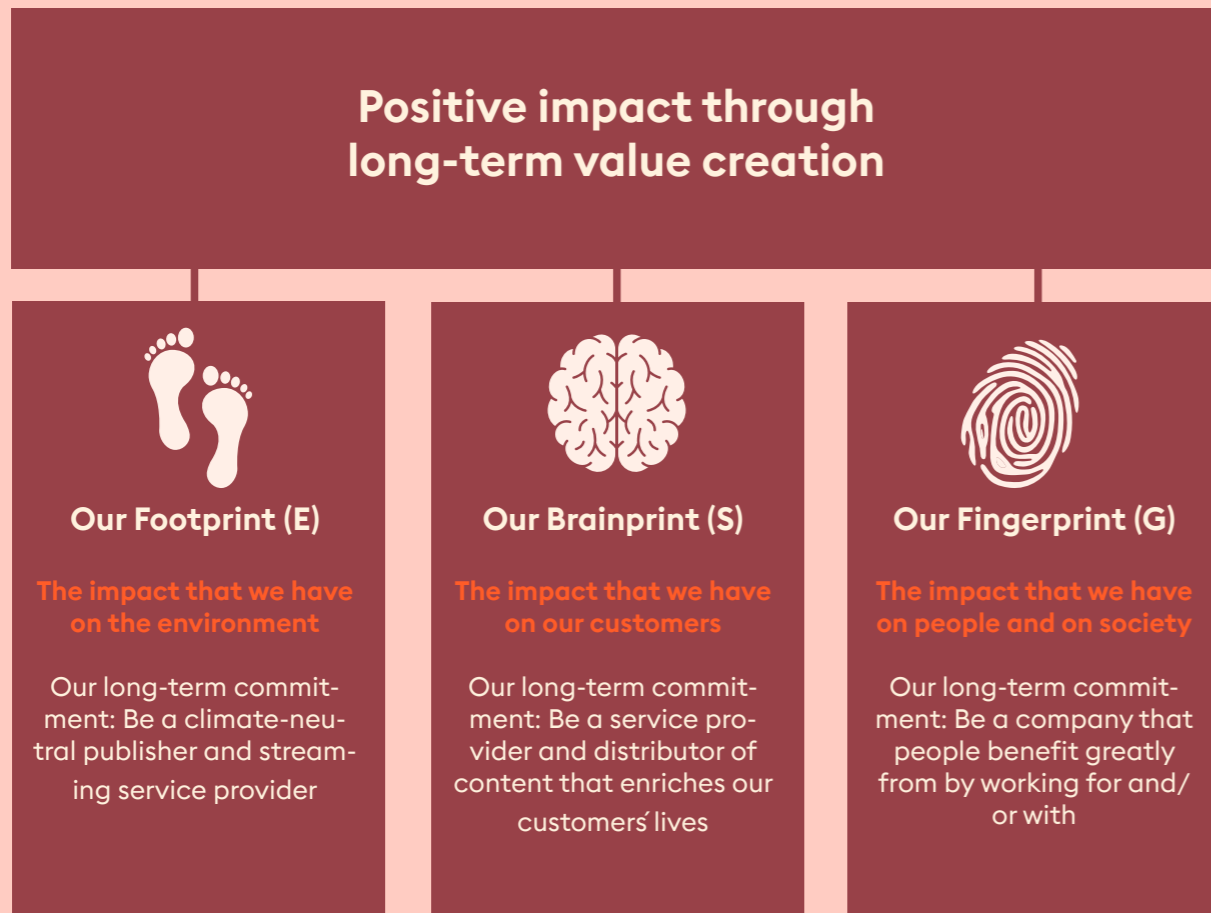 Positive impact through
long-term value creation
Our Footprint (E)
The impact that we have
on the environment
Our long-term commit-
ment: Be a climate-neu-
tral publisher and stream-
ing service provider
Our Brainprint (S)
The impact that we have
on our customers
Our long-term commit-
ment: Be a service pro-
vider and distributor of
content that enriches our
customers´ lives
Our Fingerprint (G)
The impact that we have
on people and on society
Our long-term commit-
ment: Be a company that
people benefit greatly
from by working for and/
or with